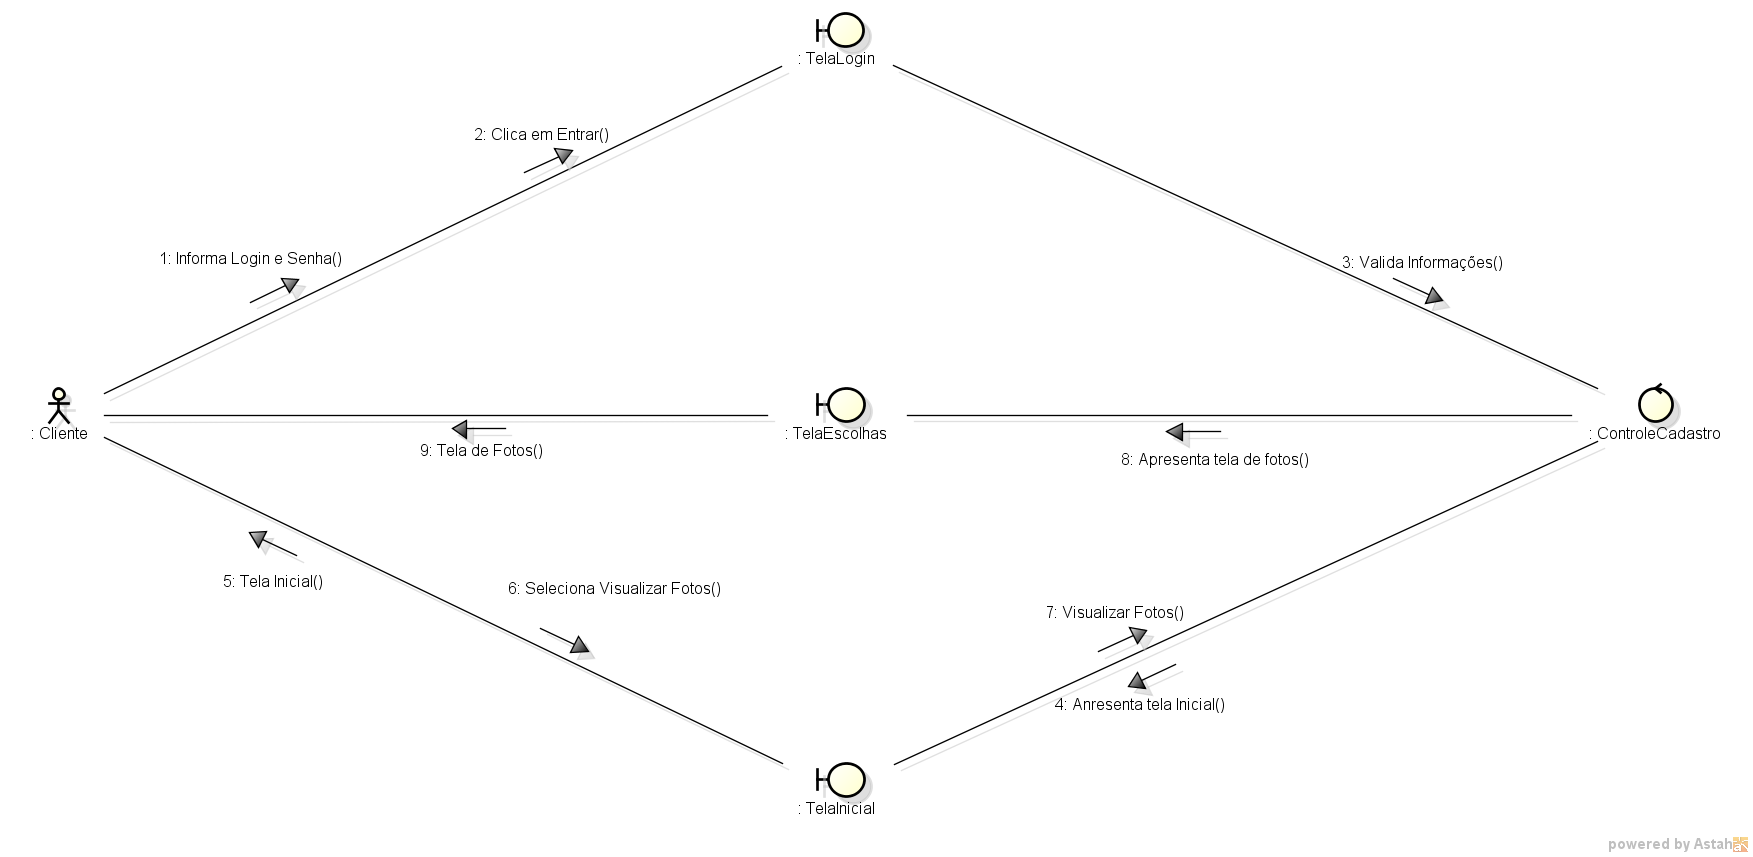 : TelaLogin
2: Clica em Entrar()
1: Informa Login e Senha()
3: Valida Informações()
: Cliente
: TelaEscolhas
: ControleCadastro
9: Tela de Fotos()
8: Apresenta tela de fotos()
5: Tela Inicial()
6: Seleciona Visualizar Fotos()
7: Visualizar Fotos()
4: Anresenta tela Inicial()
: TelaInicial
powered by Astah